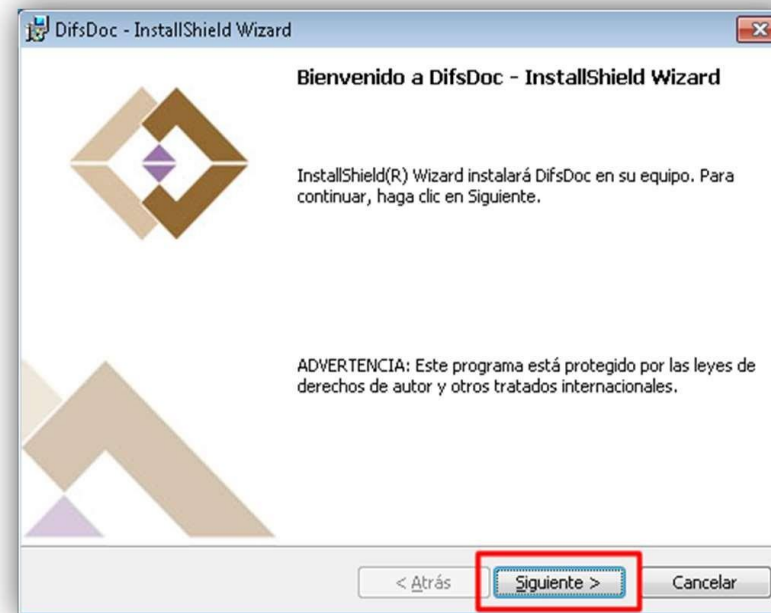 DifsDoc - InstallShield Wizard
Bienvenido a DifsDoc - InstallShield Wizard
InstallShield(R) Wizard instalará DifsDoc en su equipo. Para
continuar, haga clic en Siguiente.
ADVERTENCIA: Este programa está protegido por las leyes de
derechos de autor y otros tratados internacionales.
< Atrás Siguiente > Cancelar